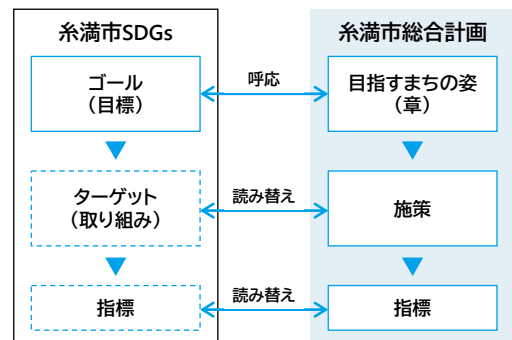 糸満市SDGs
糸満市総合計画
ゴール
（目標）
呼応
目指すまちの姿
（章）
ターゲット
（取り組み）
読み替え
施策
指標
読み替え
指標